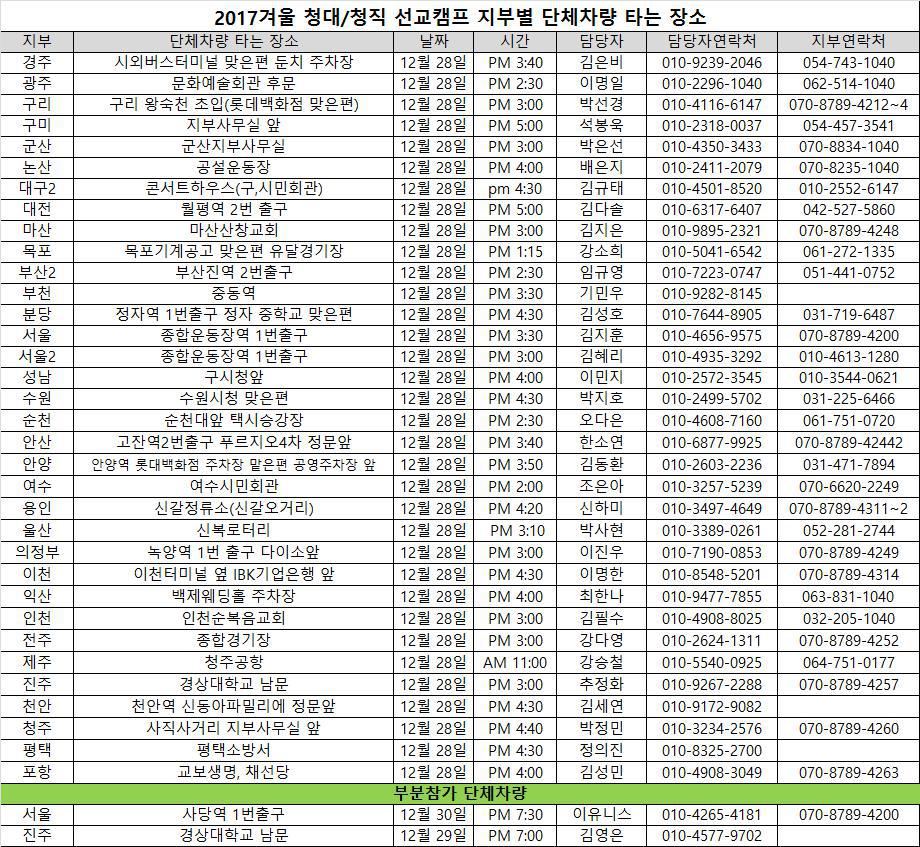 2017겨울 청대/청직 선교캠프 지부별 단체차량 타는 장소
지부 단체차량 타는 장소 날짜 시간 담당자 담당자연락처 지부연락처
경주 시외버스터미널 맞은편 둔치 주차장 12월 28일 PM 3:40 김은비 010-9239-2046 054-743-1040
광주 문화예술회관 후문 12월 28일 PM 2:30 이명일 010-2296-1040 062-514-1040
구리 구리 왕숙천 초입(롯데백화점 맞은편) 12월 28일 PM 3:00 박선경 010-4116-6147 070-8789-4212~4
구미 지부사무실 앞 12월 28일 PM 5:00 석봉욱 010-2318-0037 054-457-3541
군산 군산지부사무실 12월 28일 PM 3:00 박은선 010-4350-3433 070-8834-1040
논산 공설운동장 12월 28일 PM 4:00 배은지 010-2411-2079 070-8235-1040
대구2 콘서트하우스(구,시민회관) 12월 28일 pm 4:30 김규태 010-4501-8520 010-2552-6147
대전 월평역 2번 출구 12월 28일 PM 5:00 김다솔 010-6317-6407 042-527-5860
마산 마산산창교회 12월 28일 PM 3:00 김지은 010-9895-2321 070-8789-4248
목포 목포기계공고 맞은편 유달경기장 12월 28일 PM 1:15 강소희 010-5041-6542 061-272-1335
부산2 부산진역 2번출구 12월 28일 PM 2:30 임규영 010-7223-0747 051-441-0752
부천 중동역 12월 28일 PM 3:30 기민우 010-9282-8145
분당 정자역 1번출구 정자 중학교 맞은편 12월 28일 PM 4:30 김성호 010-7644-8905 031-719-6487
서울 종합운동장역 1번출구 12월 28일 PM 3:30 김지훈 010-4656-9575 070-8789-4200
서울2 종합운동장역 1번출구 12월 28일 PM 3:00 김혜리 010-4935-3292 010-4613-1280
성남 구시청앞 12월 28일 PM 4:00 이민지 010-2572-3545 010-3544-0621
수원 수원시청 맞은편 12월 28일 PM 4:30 박지호 010-2499-5702 031-225-6466
순천 순천대앞 택시승강장 12월 28일 PM 2:30 오다은 010-4608-7160 061-751-0720
안산 고잔역2번출구 푸르지오4차 정문앞 12월 28일 PM 3:40 한소연 010-6877-9925 070-8789-42442
안양 안양역 롯대백화점 주차장 맡은편 공영주차장 앞 12월 28일 PM 3:50 김동환 010-2603-2236 031-471-7894
여수 여수시민회관 12월 28일 PM 2:00 조은아 010-3257-5239 070-6620-2249
용인 신갈정류소(신갈오거리) 12월 28일 PM 4:20 신하미 010-3497-4649 070-8789-4311~2
울산 신복로터리 12월 28일 PM 3:10 박사현 010-3389-0261 052-281-2744
의정부 녹양역 1번 출구 다이소앞 12월 28일 PM 3:00 이진우 010-7190-0853 070-8789-4249
이천 이천터미널 옆 IBK기업은행 앞 12월 28일 PM 4:30 이명한 010-8548-5201 070-8789-4314
익산 백제웨딩홀 주차장 12월 28일 PM 4:00 최한나 010-9477-7855 063-831-1040
인천 인천순복음교회 12월 28일 PM 3:00 김필수 010-4908-8025 032-205-1040
전주 종합경기장 12월 28일 PM 3:00 강다영 010-2624-1311 070-8789-4252
제주 청주공항 12월 28일 AM 11:00 강승철 010-5540-0925 064-751-0177
진주 경상대학교 남문 12월 28일 PM 3:00 추정화 010-9267-2288 070-8789-4257
천안 천안역 신동아파밀리에 정문앞 12월 28일 PM 4:30 김세연 010-9172-9082
청주 사직사거리 지부사무실 앞 12월 28일 PM 4:40 박정민 010-3234-2576 070-8789-4260
평택 평택소방서 12월 28일 PM 4:30 정의진 010-8325-2700
포항 교보생명, 채선당 12월 28일 PM 4:00 김성민 010-4908-3049 070-8789-4263
부분참가 단체차량
서울 사당역 1번출구 12월 30일 PM 7:30 이유니스 010-4265-4181 070-8789-4200
진주 경상대학교 남문 12월 29일 PM 7:00 김영은 010-4577-9702